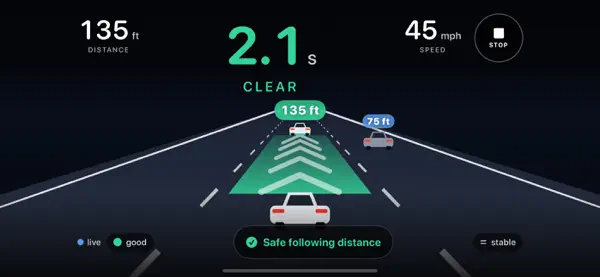 135 ft
DISTANCE
2.1 s
CLEAR
45 mph
SPEED
STOP
135 ft
75 ft
live
good
Safe following distance
= stable